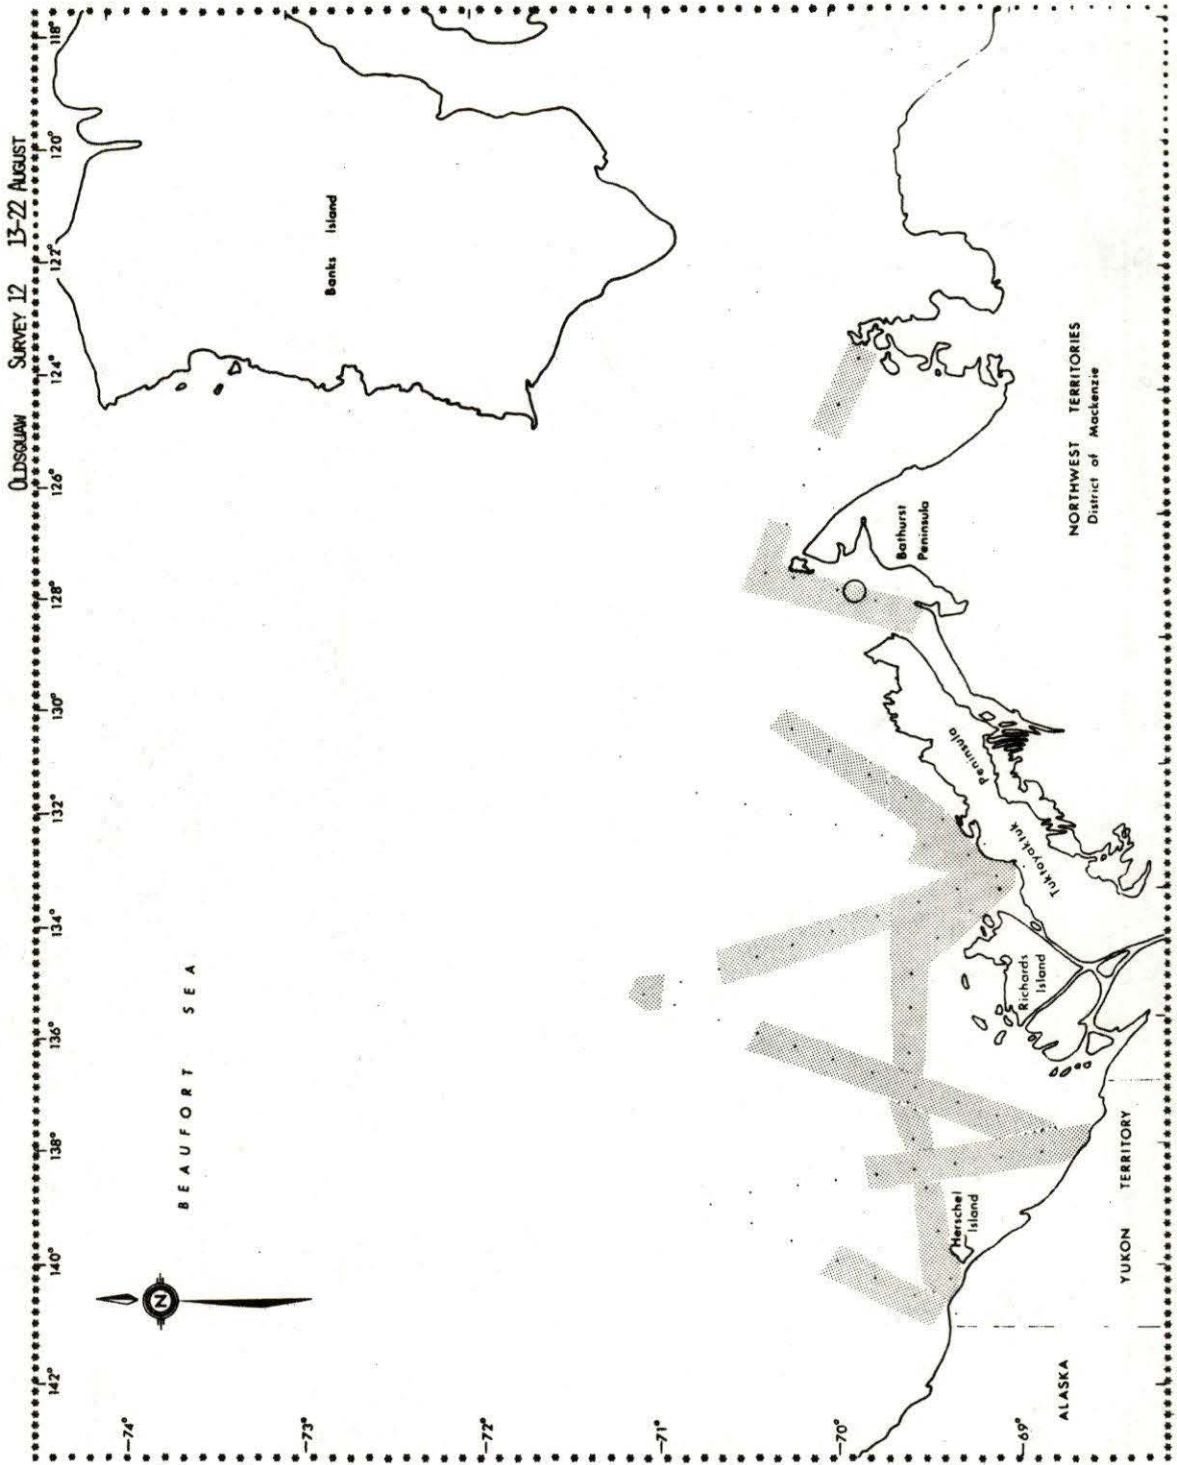 OLDSQUAW SURVEY 12 13-22 AUGUST
142° 140° 138° 136° 134° 132° 130° 128° 126° 124° 122° 120° 118°
74°
73°
72°
71°
70°
69°
BEAUFORT SEA
N
Banks Island
Bathurst
Peninsula
NORTHWEST TERRITORIES
District of Mackenzie
Tuktoyaktuk Peninsula
Richards
Island
Herschel
Island
YUKON TERRITORY
ALASKA